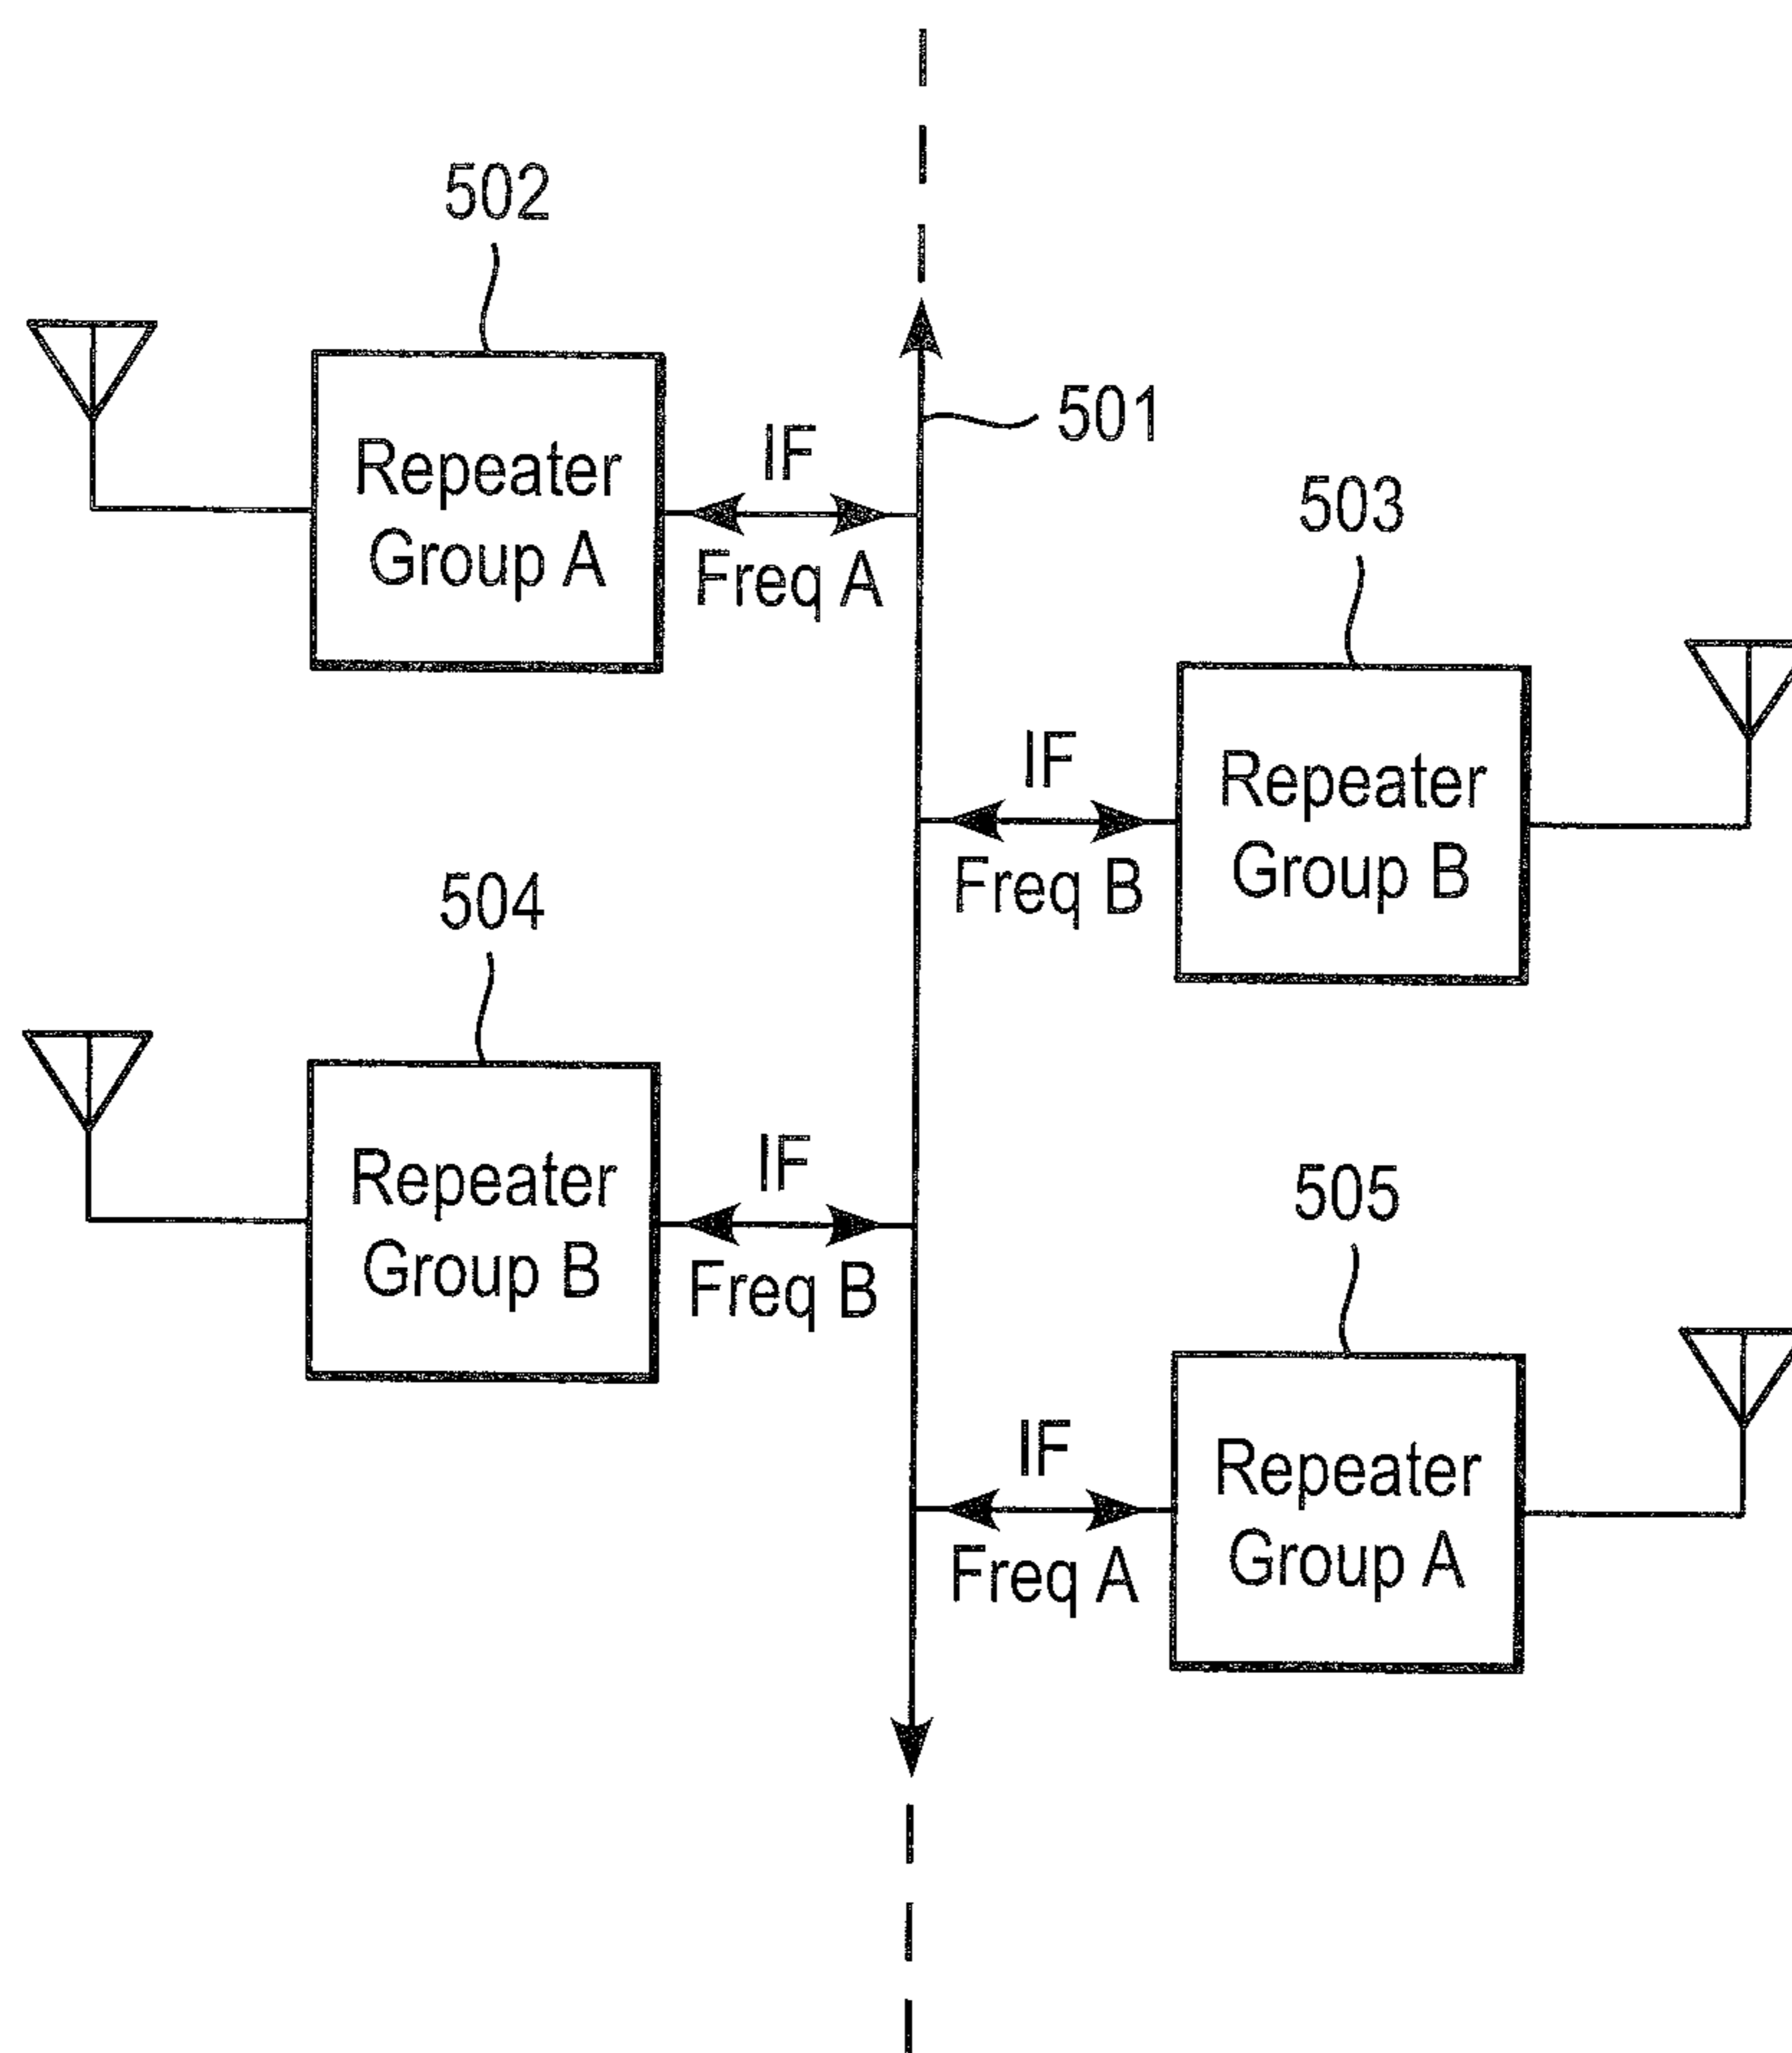 502
Repeater
Group A
IF
Freq A
501
503
IF
Freq B
Repeater
Group B
504
Repeater
Group B
IF
Freq B
505
IF
Freq A
Repeater
Group A